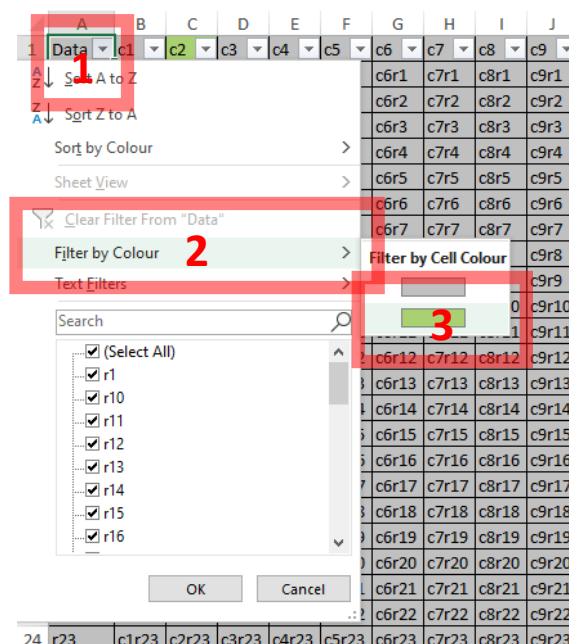 A B C D E F G H I J
1 Data c1 c2 c3 c4 c5 c6 c7 c8 c9
1
Sort A to Z c6r1 c7r1 c8r1 c9r1
Sort Z to A c6r2 c7r2 c8r2 c9r2
c6r3 c7r3 c8r3 c9r3
Sort by Colour c6r4 c7r4 c8r4 c9r4
Sheet View c6r5 c7r5 c8r5 c9r5
c6r6 c7r6 c8r6 c9r6
Clear Filter From "Data" c6r7 c7r7 c8r7 c9r7
Filter by Colour 2 Filter by Cell Colour c9r8
Text Filters c9r9
Search 3 0 c9r10
1 c9r11
(Select All) 2 c6r12 c7r12 c8r12 c9r12
r1 c6r13 c7r13 c8r13 c9r13
r10 c6r14 c7r14 c8r14 c9r14
r11 c6r15 c7r15 c8r15 c9r15
r12 c6r16 c7r16 c8r16 c9r16
r13 c6r17 c7r17 c8r17 c9r17
r14 c6r18 c7r18 c8r18 c9r18
r15 c6r19 c7r19 c8r19 c9r19
r16 c6r20 c7r20 c8r20 c9r20
OK Cancel c6r21 c7r21 c8r21 c9r21
2 c6r22 c7r22 c8r22 c9r22
24 r23 c1r23 c2r23 c3r23 c4r23 c5r23 c6r23 c7r23 c8r23 c9r23